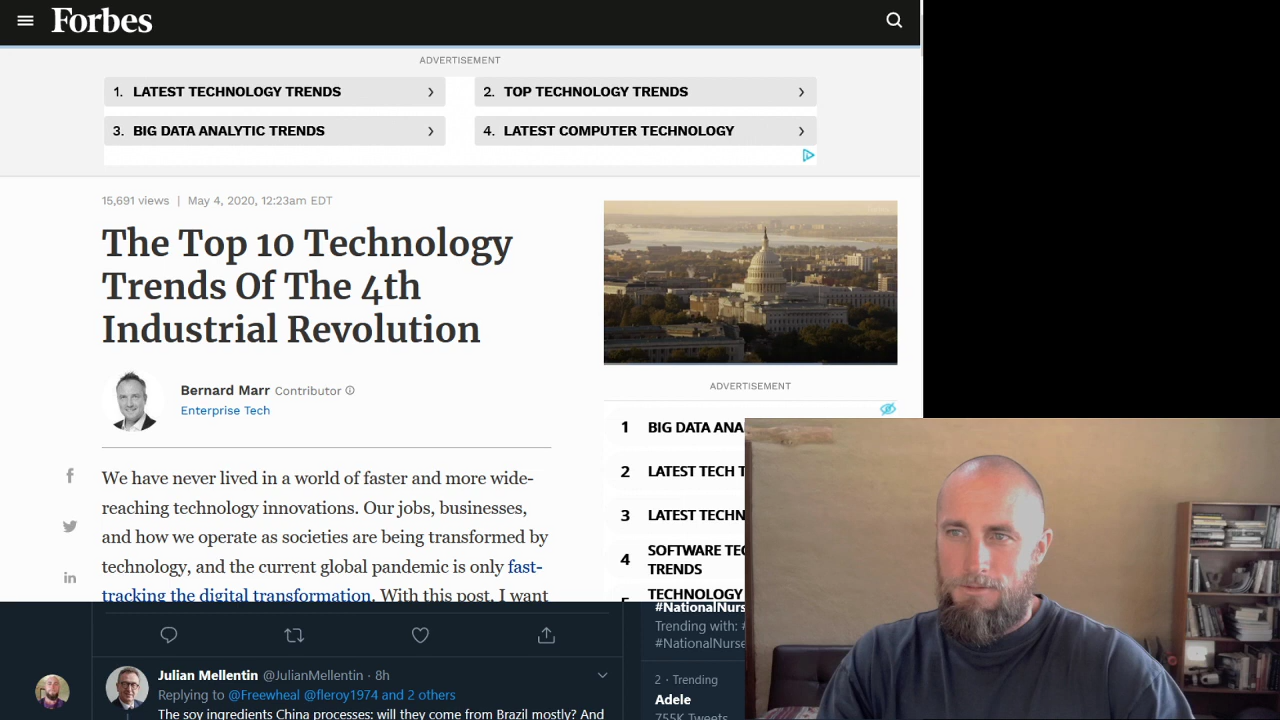 Forbes
ADVERTISEMENT
1. LATEST TECHNOLOGY TRENDS
2. TOP TECHNOLOGY TRENDS
3. BIG DATA ANALYTIC TRENDS
4. LATEST COMPUTER TECHNOLOGY
15,691 views | May 4, 2020, 12:23am EDT
The Top 10 Technology
Trends Of The 4th
Industrial Revolution
Bernard Marr Contributor
Enterprise Tech
We have never lived in a world of faster and more wide-
reaching technology innovations. Our jobs, businesses,
and how we operate as societies are being transformed by
technology, and the current global pandemic is only fast-
tracking the digital transformation. With this post, I want
ADVERTISEMENT
1 BIG DATA ANA
2 LATEST TECH T
3 LATEST TECHN
4 SOFTWARE TEC
TRENDS
5 TECHNOLOGY
Julian Mellentin @JulianMellentin · 8h
Replying to @Freewheal @fleroy1974 and 2 others
The soy ingredients China processes: will they come from Brazil mostly? And
#NationalNurs
Trending with: #
#NationalNurse
2 · Trending
Adele
755K Tweets